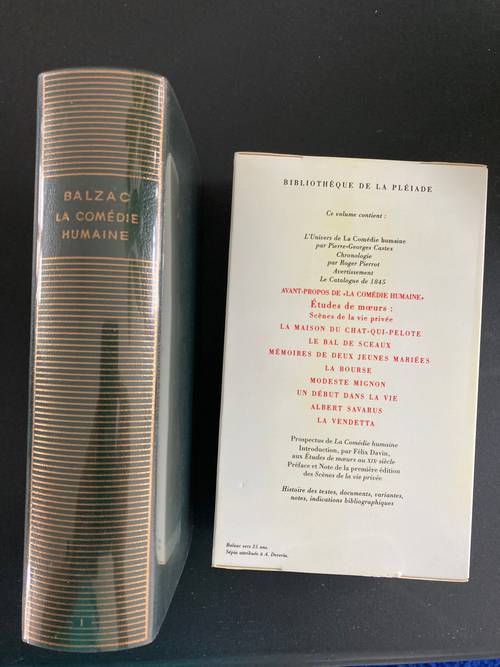 BALZAC
LA COMÉDIE
HUMAINE
I
BIBLIOTHÈQUE DE LA PLÉIADE
Ce volume contient :
L'Univers de La Comédie humaine
par Pierre-Georges Castex
Chronologie
par Roger Pierrot
Avertissement
Le Catalogue de 1845
AVANT-PROPOS DE «LA COMÉDIE HUMAINE»
Études de mœurs :
Scènes de la vie privée
LA MAISON DU CHAT-QUI-PELOTE
LE BAL DE SCEAUX
MÉMOIRES DE DEUX JEUNES MARIÉES
LA BOURSE
MODESTE MIGNON
UN DÉBUT DANS LA VIE
ALBERT SAVARUS
LA VENDETTA
Prospectus de La Comédie humaine
Introduction, par Félix Davin,
aux Études de mœurs au XIXe siècle
Préface et Note de la première édition
des Scènes de la vie privée
Histoire des textes, documents, variantes,
notes, indications bibliographiques
Balzac vers 25 ans.
Sépia attribuée à A. Deveria.